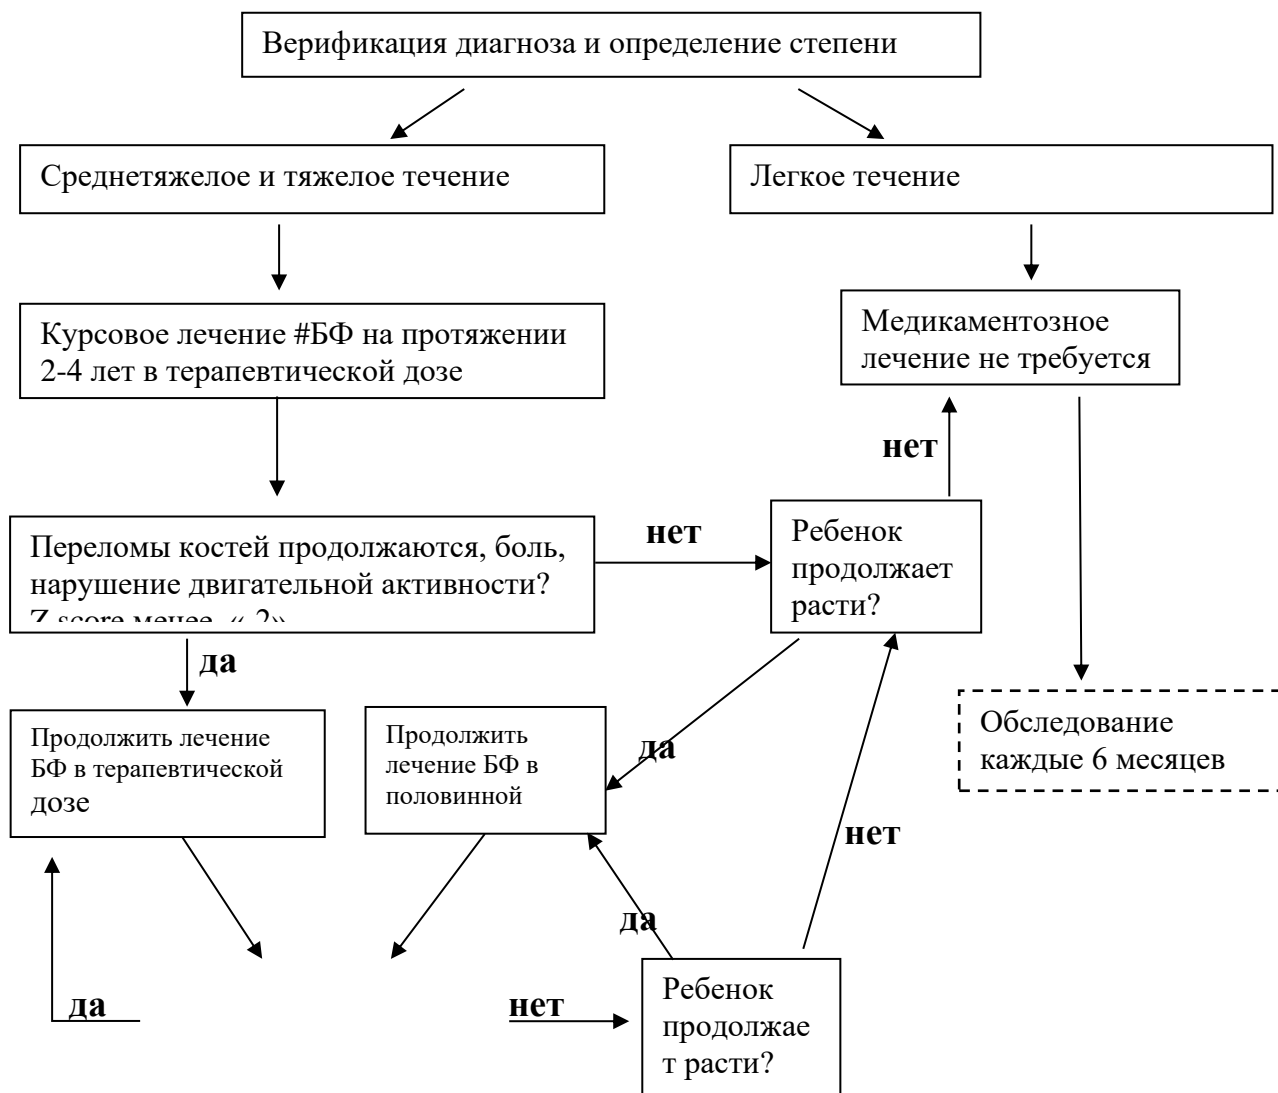 Верификация диагноза и определение степени
Среднетяжелое и тяжелое течение
Легкое течение
Курсовое лечение #БФ на протяжении
2-4 лет в терапевтической дозе
Медикаментозное
лечение не требуется
нет
Переломы костей продолжаются, боль,
нарушение двигательной активности?
Z score менее «-2»
нет
Ребенок
продолжает
расти?
да
Продолжить лечение
БФ в терапевтической
дозе
Продолжить
лечение БФ в
половинной
да
Обследование
каждые 6 месяцев
нет
да
да
нет
Ребенок
продолжае
т расти?